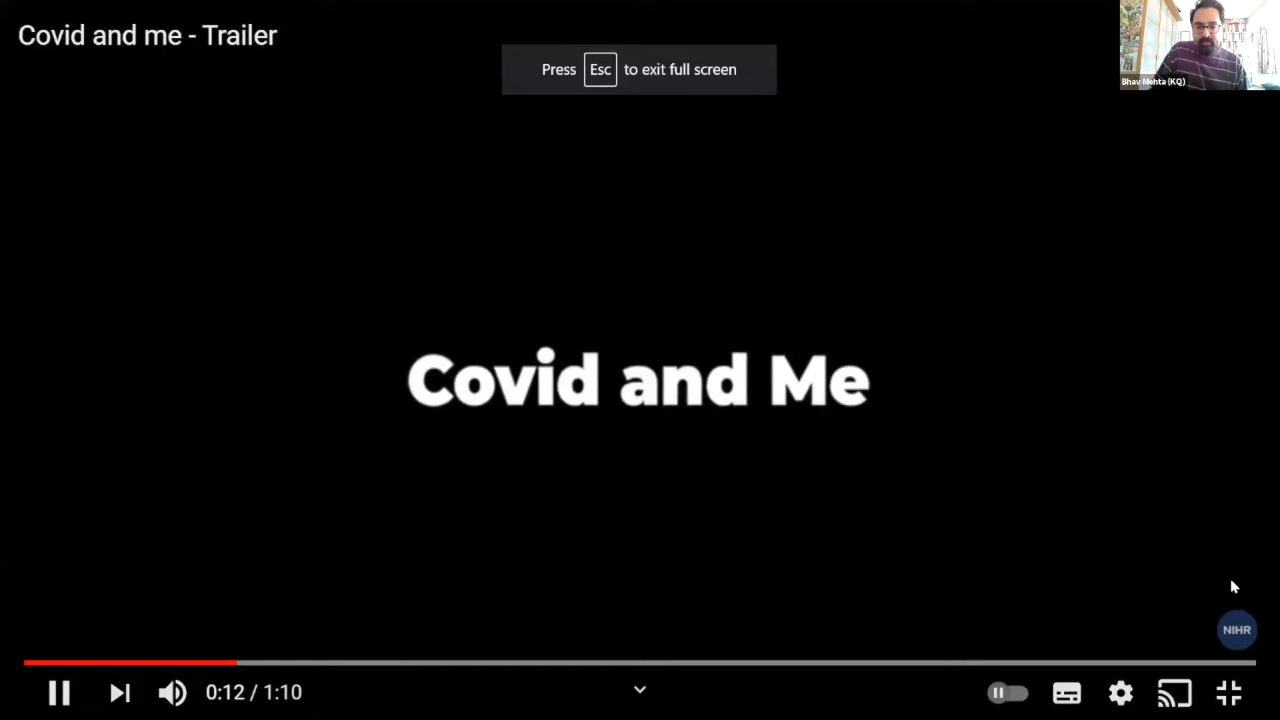 Covid and me - Trailer
Press Esc to exit full screen
Bhav Mehta (KQ)
Covid and Me
NIHR
0:12 / 1:10